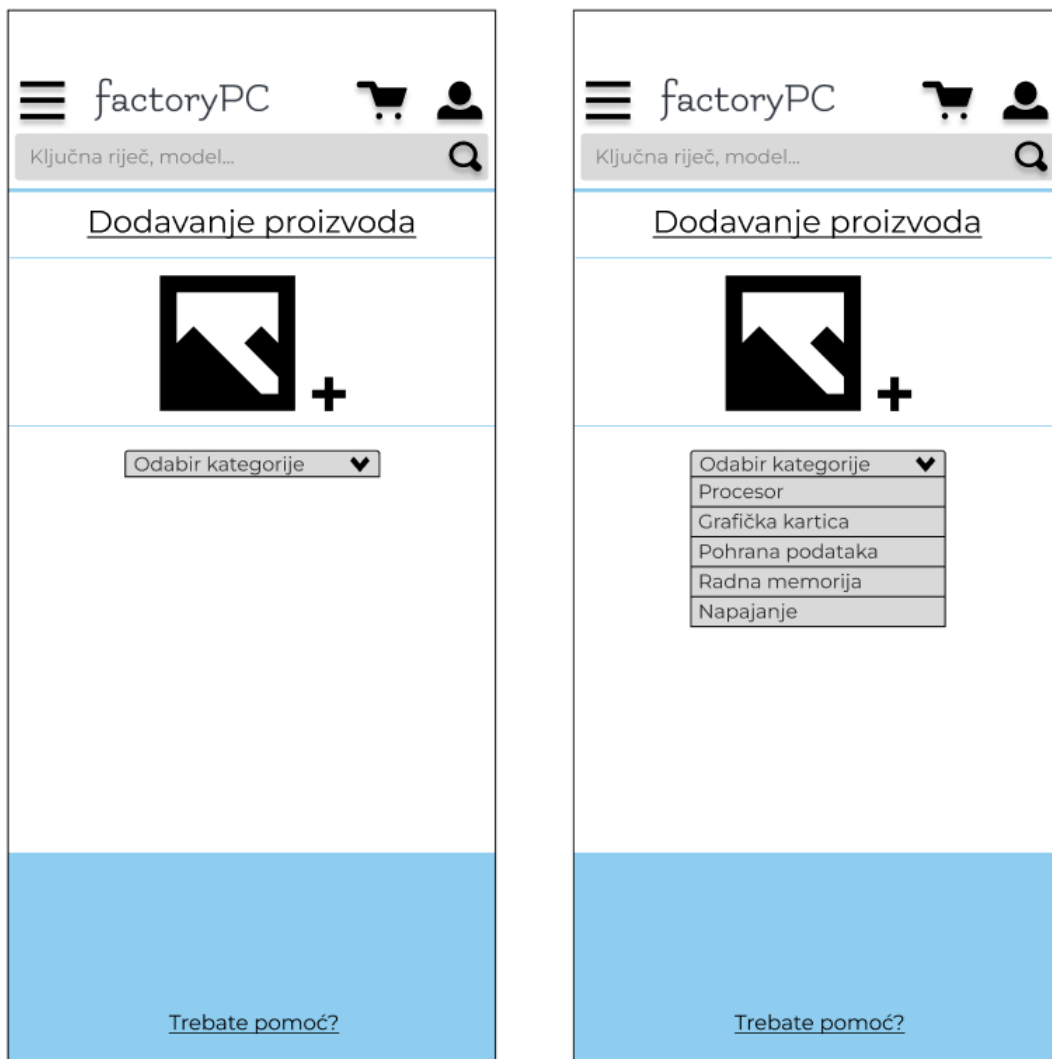 factoryPC
Ključna riječ, model...
Dodavanje proizvoda
Odabir kategorije
Trebate pomoć?
factoryPC
Ključna riječ, model...
Dodavanje proizvoda
Odabir kategorije
Procesor
Grafička kartica
Pohrana podataka
Radna memorija
Napajanje
Trebate pomoć?